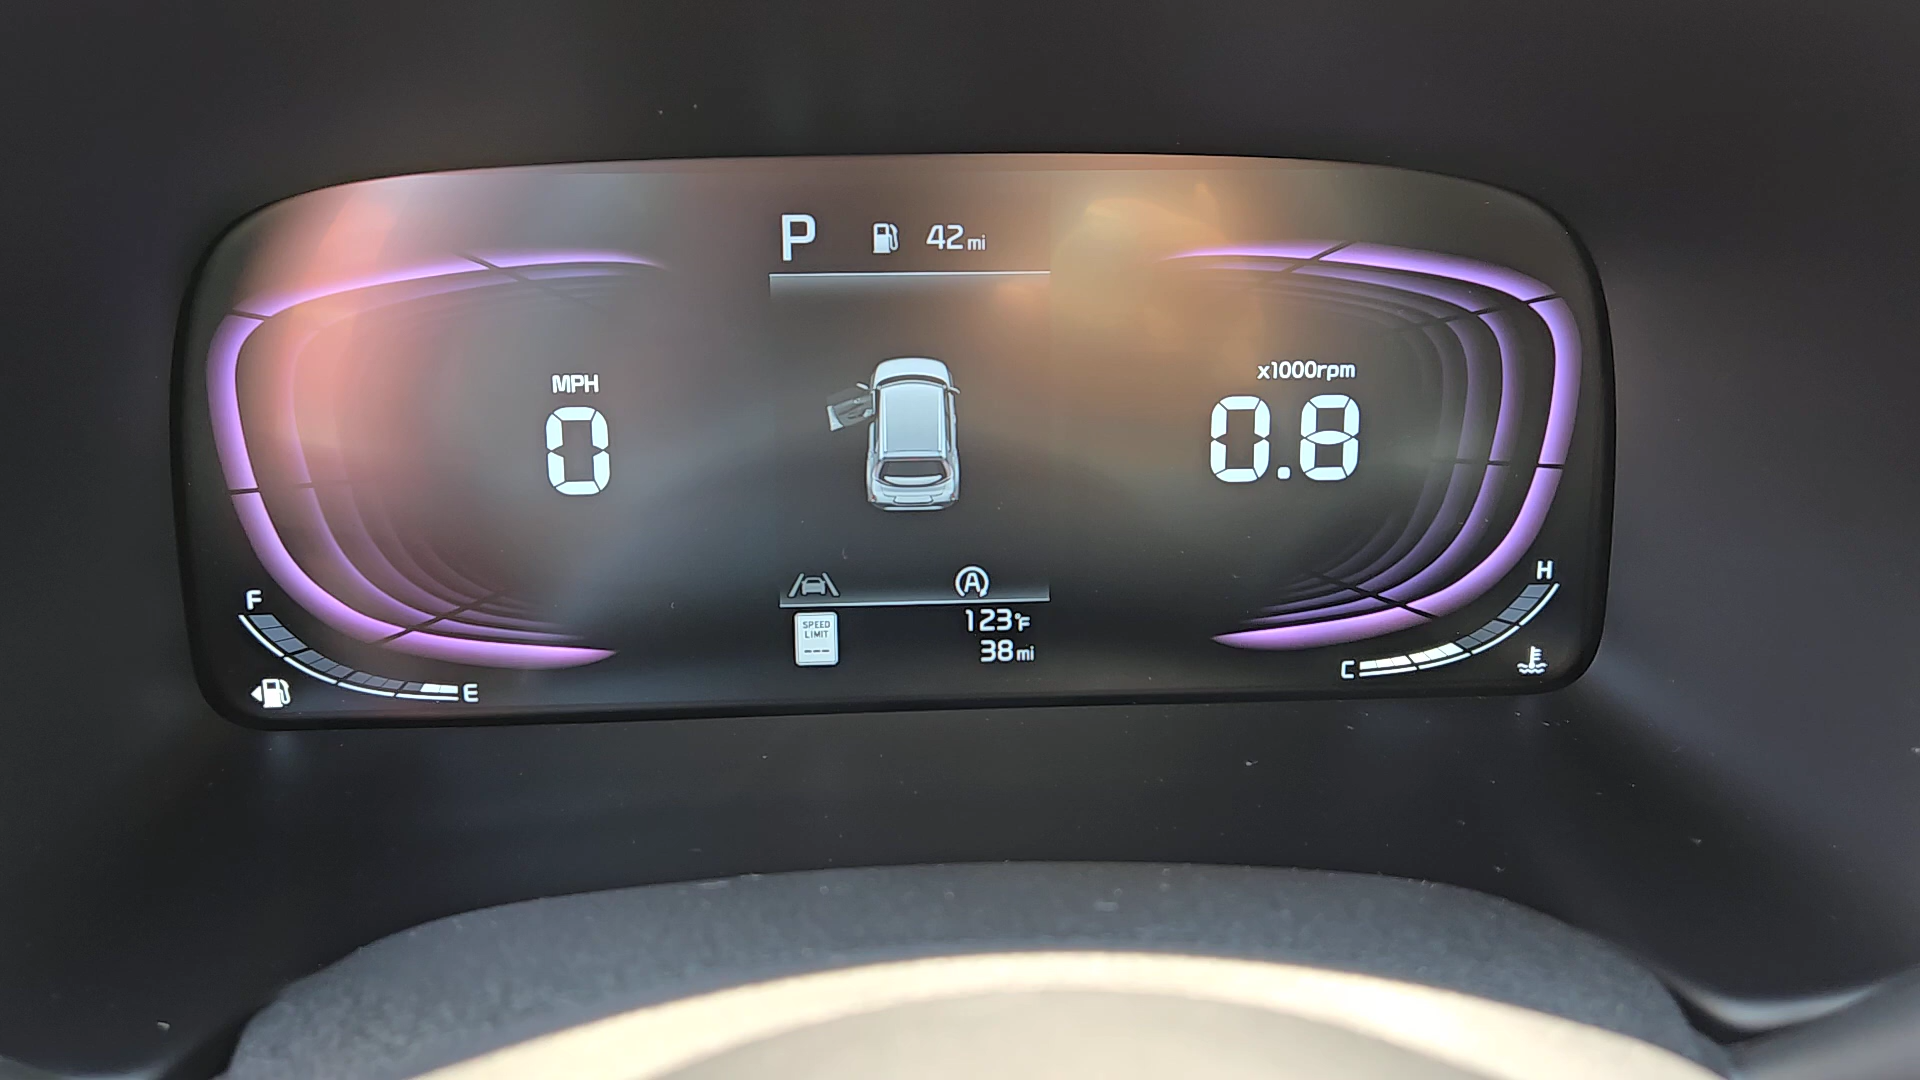 P 42 mi
MPH
0
x1000rpm
0.8
A
F
E
SPEED
LIMIT
---
123°F
38 mi
H
C